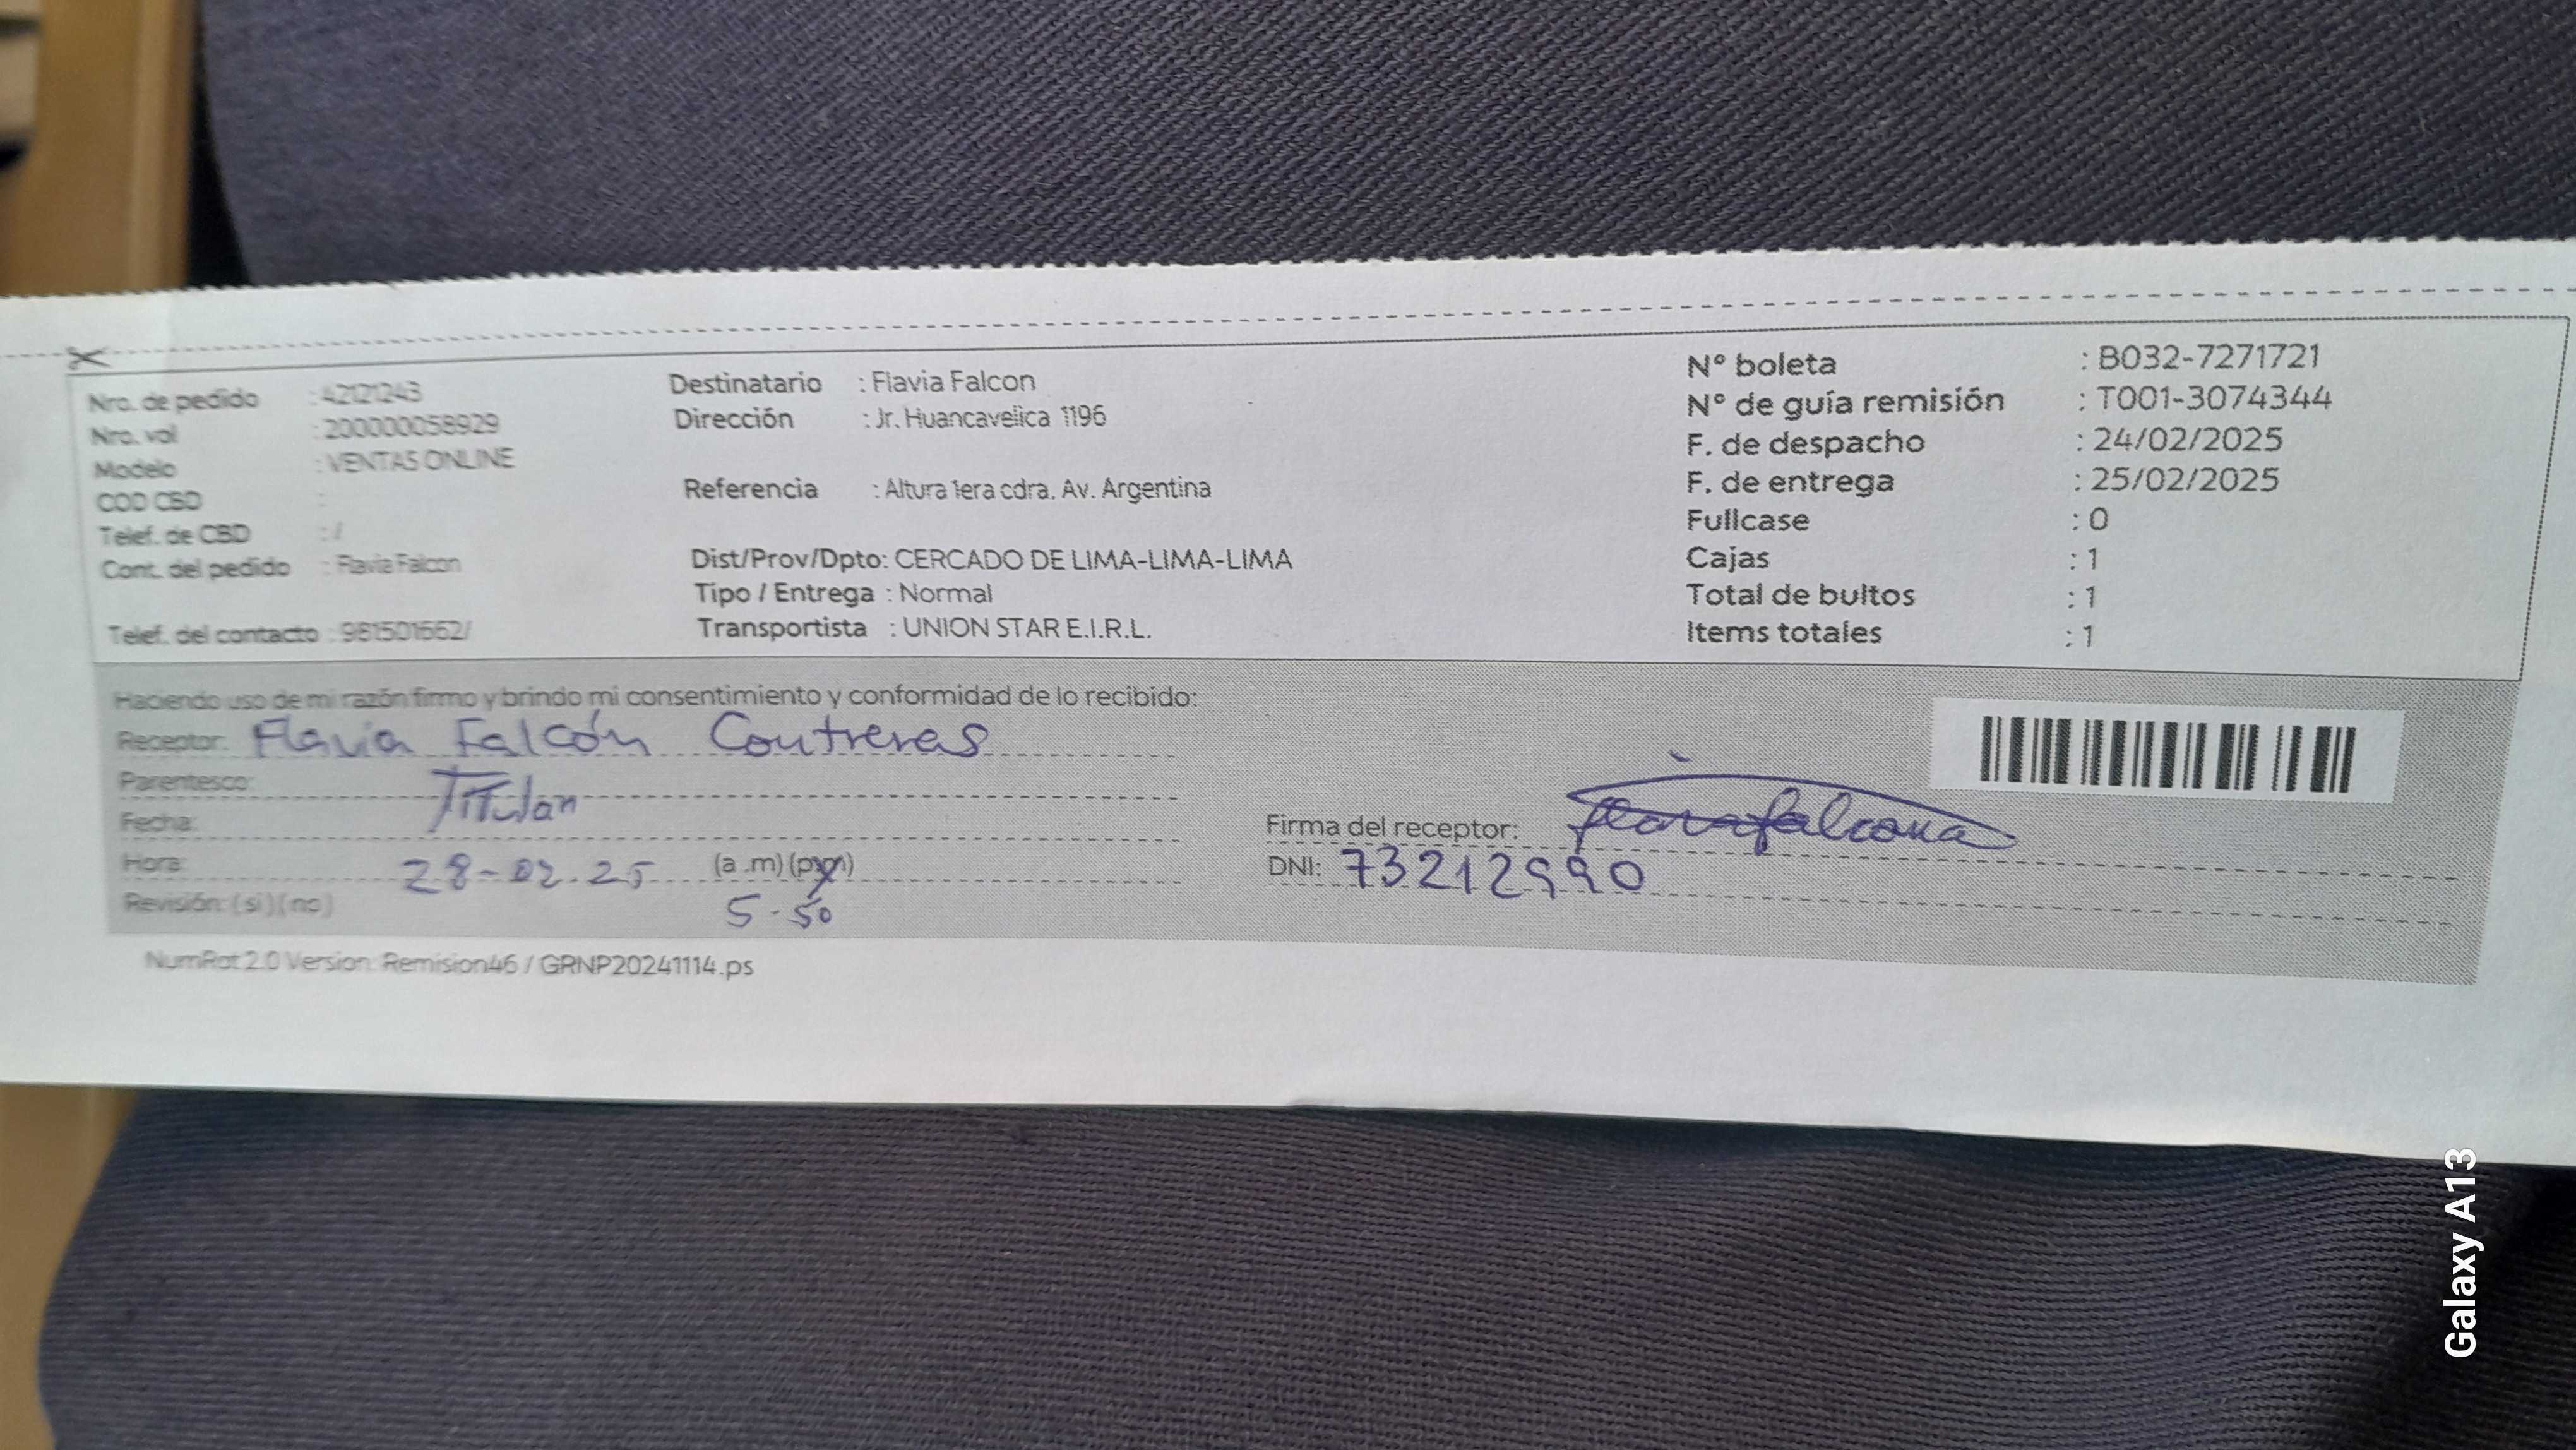 Nro. de pedido : 42121243
Nro. val : 200000058929
Modelo : VENTAS ONLINE
COD CBD :
Telef. de CBD : /
Cont. del pedido : Flavia Falcon
Telef. del contacto : 981501662/
Destinatario : Flavia Falcon
Dirección : Jr. Huancavelica 1196
Referencia : Altura 1era cdra. Av. Argentina
Dist/Prov/Dpto: CERCADO DE LIMA-LIMA-LIMA
Tipo / Entrega : Normal
Transportista : UNION STAR E.I.R.L.
Nº boleta : B032-7271721
Nº de guía remisión : T001-3074344
F. de despacho : 24/02/2025
F. de entrega : 25/02/2025
Fullcase : 0
Cajas : 1
Total de bultos : 1
Items totales : 1
Haciendo uso de mi razón firmo y brindo mi consentimiento y conformidad de lo recibido:
Receptor: Flavia Falcón Contreras
Parentesco: Titular
Fecha:
Hora: 28-02-25 (a .m) (p.m)
Revisión: (si) (no) 5-50
Firma del receptor:
DNI: 73212990
NumRot 2.0 Version: Remision46 / GRNP20241114.ps
Galaxy A13